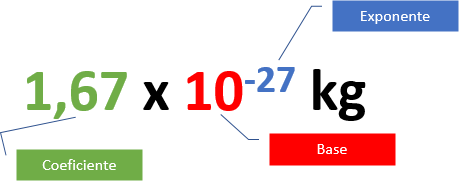 Exponente
1,67 x 10⁻²⁷ kg
Base
Coeficiente